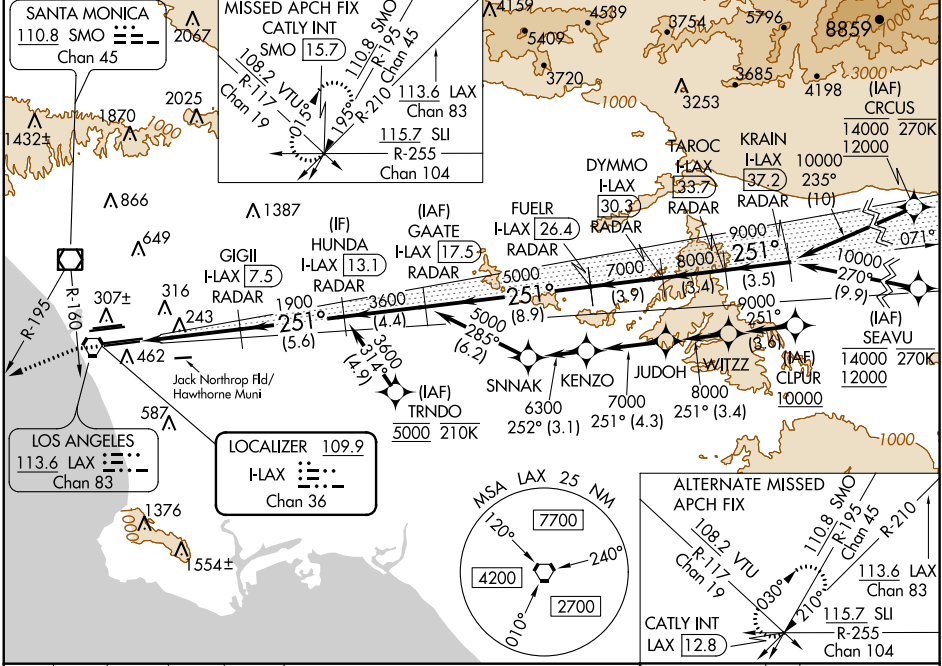 SANTA MONICA
110.8 SMO
Chan 45
2067
MISSED APCH FIX
CATLY INT
SMO 15.7
110.8 SMO
R-195
Chan 45
108.2 VTU
R-117
Chan 19
015°
195°
R-210
113.6 LAX
Chan 83
115.7 SLI
R-255
Chan 104
4159
4539
5409
3720
3754
5796
8859
3685
4198
3000
3253
1000
1000
2025
1870
1432±
000
(IAF)
CRCUS
14000 270K
12000
KRAIN
I-LAX
37.2
RADAR
10000
235°
(10)
TAROC
I-LAX
33.7
RADAR
DYMMO
I-LAX
30.3
RADAR
FUELR
I-LAX 26.4
RADAR
(IAF)
GAATE
I-LAX 17.5
RADAR
(IF)
HUNDA
I-LAX 13.1
RADAR
GIGII
I-LAX 7.5
RADAR
866
1387
649
316
307±
243
462
587
1376
1554±
R-195
R-160
071°
9000
251°
(3.5)
8000
(3.4)
7000
(3.9)
5000
251°
(8.9)
3600
(4.4)
1900
251°
(5.6)
10000
270°
(9.9)
(IAF)
SEAVU
14000 270K
12000
9000
251°
(3.6)
(IAF)
CLPUR
10000
WITZZ
8000
251° (3.4)
JUDOH
7000
251° (4.3)
KENZO
6300
252° (3.1)
SNNAK
5000
285°
(6.2)
3600
314°
(4.9)
(IAF)
TRNDO
5000 210K
Jack Northrop Fld/
Hawthorne Muni
LOS ANGELES
113.6 LAX
Chan 83
LOCALIZER 109.9
I-LAX
Chan 36
MSA LAX 25 NM
120°
7700
240°
4200
2700
010°
1000
ALTERNATE MISSED
APCH FIX
108.2 VTU
R-117
Chan 19
110.8 SMO
R-195
Chan 45
R-210
030°
210°
113.6 LAX
Chan 83
115.7 SLI
R-255
Chan 104
CATLY INT
LAX 12.8